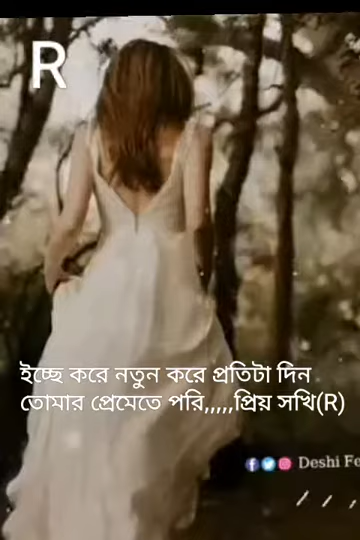 R
ইচ্ছে করে নতুন করে প্রতিটা দিন
তোমার প্রেমেতে পরি,,,,,প্রিয় সখি(R)
Deshi Fe